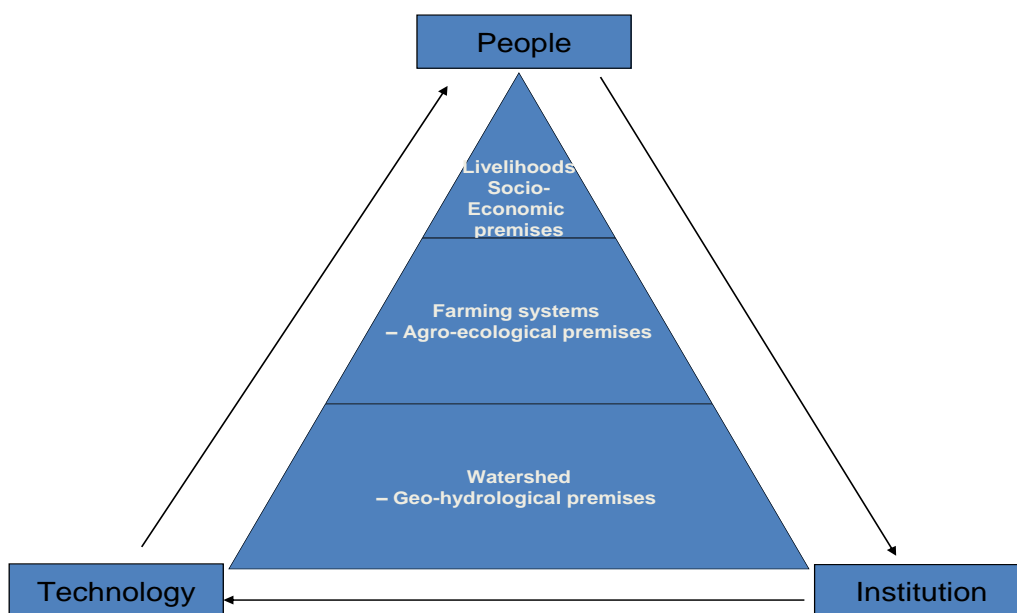 People
Livelihoods
Socio-
Economic
premises
Farming systems
– Agro-ecological premises
Watershed
– Geo-hydrological premises
Technology
Institution